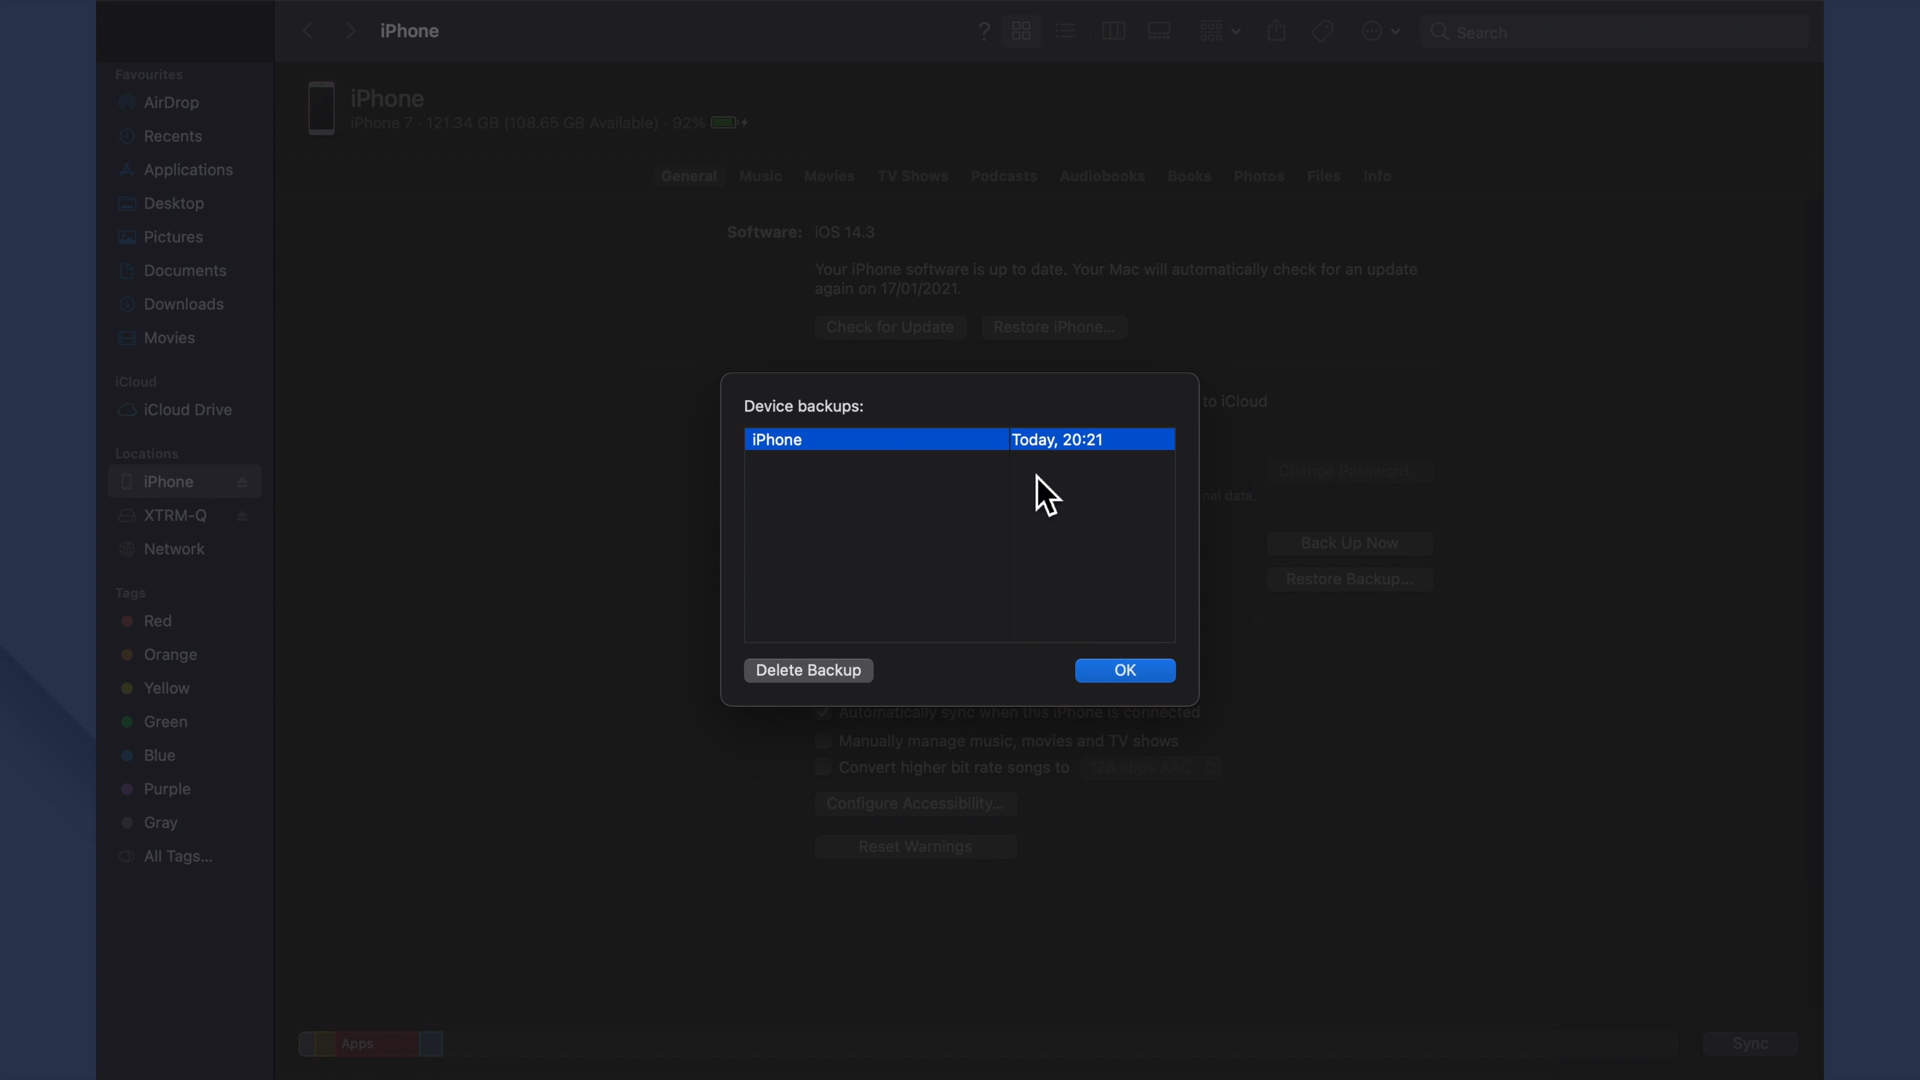 iPhone
?
Search
Favourites
AirDrop
Recents
Applications
Desktop
Pictures
Documents
Downloads
Movies
iCloud
iCloud Drive
Locations
iPhone
XTRM-Q
Network
Tags
Red
Orange
Yellow
Green
Blue
Purple
Gray
All Tags...
iPhone
iPhone 7 - 121.34 GB (108.65 GB Available) - 92%
General Music Movies TV Shows Podcasts Audiobooks Books Photos Files Info
Software: iOS 14.3
Your iPhone software is up to date. Your Mac will automatically check for an update
again on 17/01/2021.
Check for Update Restore iPhone...
to iCloud
Change Password...
nal data.
Back Up Now
Restore Backup...
Device backups:
iPhone Today, 20:21
Delete Backup OK
Automatically sync when this iPhone is connected
Manually manage music, movies and TV shows
Convert higher bit rate songs to 128 kbps AAC
Configure Accessibility...
Reset Warnings
Apps
Sync